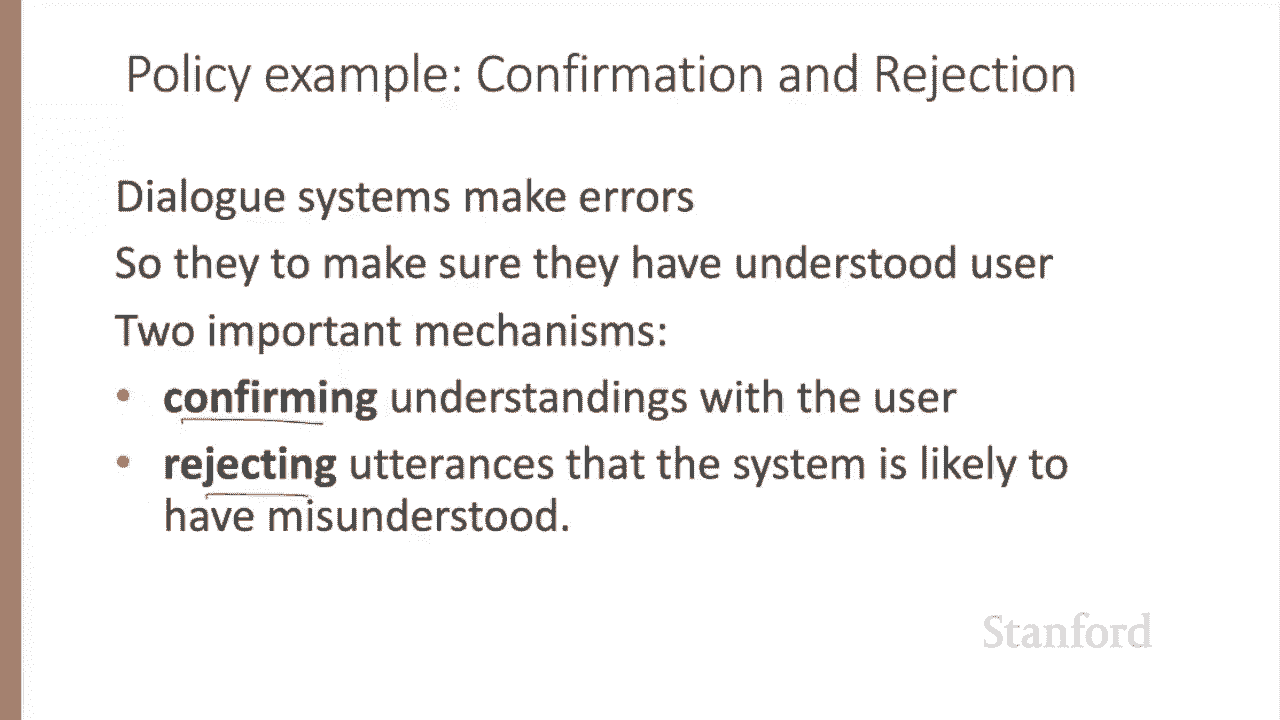 Policy example: Confirmation and Rejection
Dialogue systems make errors
So they to make sure they have understood user
Two important mechanisms:
• confirming understandings with the user
• rejecting utterances that the system is likely to
have misunderstood.
Stanford